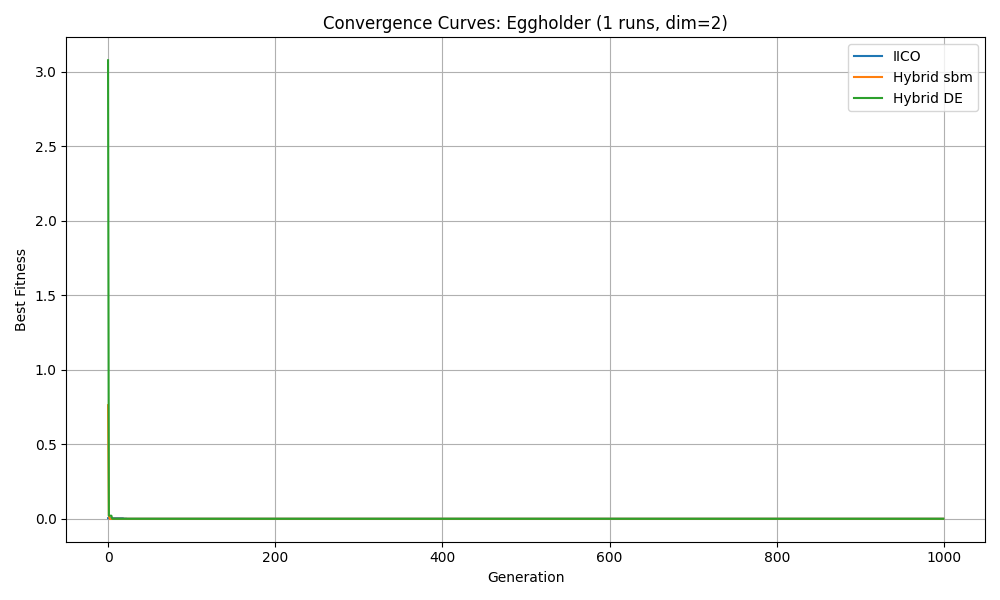 Convergence Curves: Eggholder (1 runs, dim=2)
IICO
Hybrid sbm
Hybrid DE
Best Fitness
3.0
2.5
2.0
1.5
1.0
0.5
0.0
0 200 400 600 800 1000
Generation